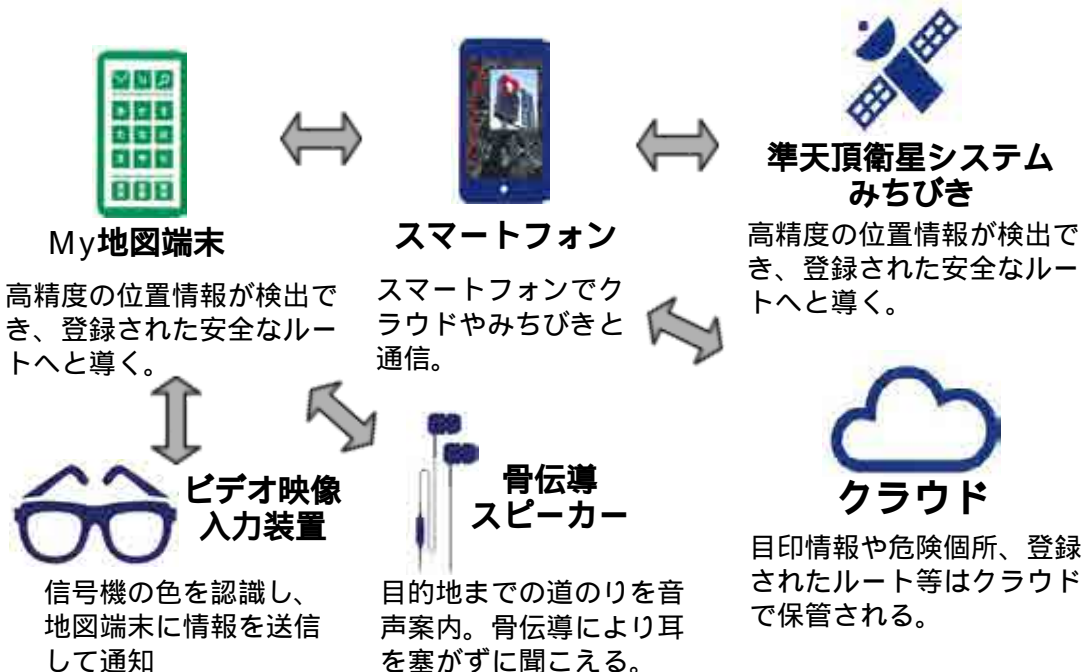 My地図端末
高精度の位置情報が検出で
き、登録された安全なルー
トへと導く。
スマートフォン
スマートフォンでク
ラウドやみちびきと
通信。
準天頂衛星システム
みちびき
高精度の位置情報が検出で
き、登録された安全なルー
トへと導く。
ビデオ映像
入力装置
信号機の色を認識し、
地図端末に情報を送信
して通知
骨伝導
スピーカー
目的地までの道のりを音
声案内。骨伝導により耳
を塞がずに聞こえる。
クラウド
目印情報や危険個所、登録
されたルート等はクラウド
で保管される。